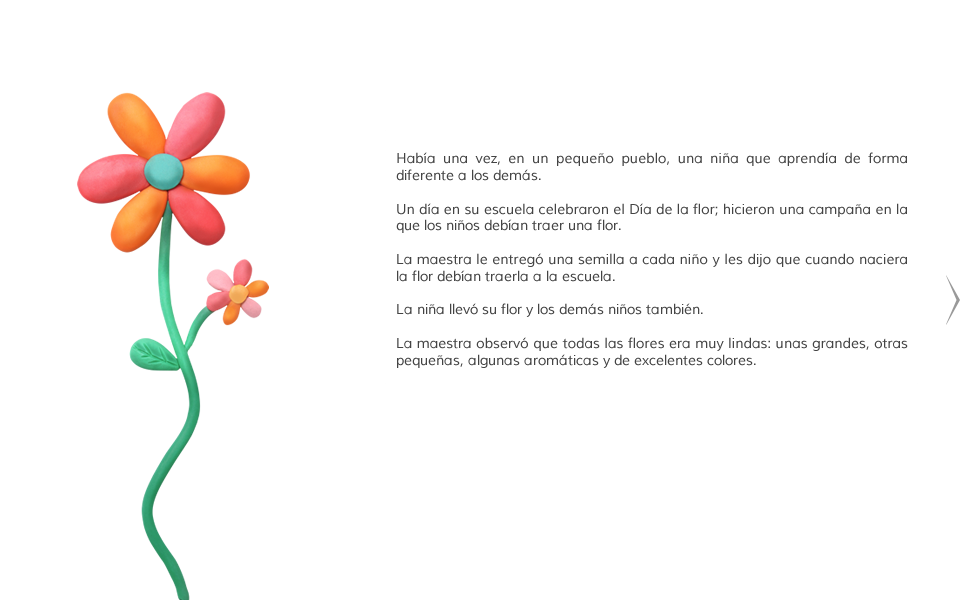 Había una vez, en un pequeño pueblo, una niña que aprendía de forma
diferente a los demás.
Un día en su escuela celebraron el Día de la flor; hicieron una campaña en la
que los niños debían traer una flor.
La maestra le entregó una semilla a cada niño y les dijo que cuando naciera
la flor debían traerla a la escuela.
La niña llevó su flor y los demás niños también.
La maestra observó que todas las flores era muy lindas: unas grandes, otras
pequeñas, algunas aromáticas y de excelentes colores.